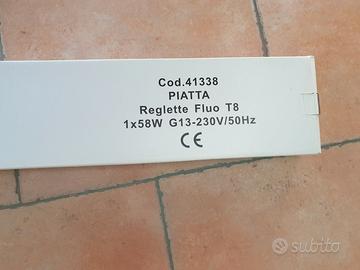 Cod.41338
PIATTA
Reglette Fluo T8
1x58W G13-230V/50Hz
CE
subito